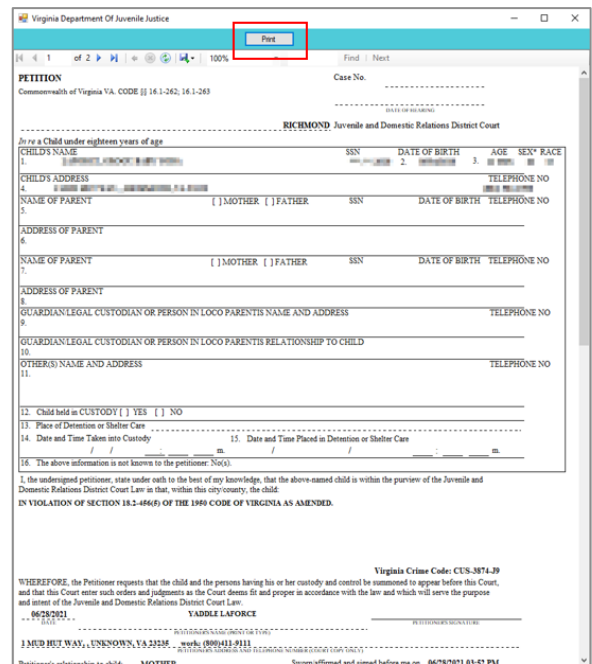 Virginia Department Of Juvenile Justice
Print
1 of 2 100% Find | Next
PETITION Case No.
Commonwealth of Virginia VA. CODE §§ 16.1-262; 16.1-263
DATE OF HEARING
RICHMOND Juvenile and Domestic Relations District Court
In re a Child under eighteen years of age
CHILD'S NAME SSN DATE OF BIRTH AGE SEX* RACE
1. 2. 3.
CHILD'S ADDRESS TELEPHONE NO
4.
NAME OF PARENT [ ] MOTHER [ ] FATHER SSN DATE OF BIRTH TELEPHONE NO
5.
ADDRESS OF PARENT
6.
NAME OF PARENT [ ] MOTHER [ ] FATHER SSN DATE OF BIRTH TELEPHONE NO
7.
ADDRESS OF PARENT
8.
GUARDIAN/LEGAL CUSTODIAN OR PERSON IN LOCO PARENTIS NAME AND ADDRESS TELEPHONE NO
9.
GUARDIAN/LEGAL CUSTODIAN OR PERSON IN LOCO PARENTIS RELATIONSHIP TO CHILD
10.
OTHER(S) NAME AND ADDRESS TELEPHONE NO
11.
12. Child held in CUSTODY [ ] YES [ ] NO
13. Place of Detention or Shelter Care
14. Date and Time Taken into Custody 15. Date and Time Placed in Detention or Shelter Care
/ / : m. / / : m.
16. The above information is not known to the petitioner: No(s).
I, the undersigned petitioner, state under oath to the best of my knowledge, that the above-named child is within the purview of the Juvenile and
Domestic Relations District Court Law in that, within this city/county, the child:
IN VIOLATION OF SECTION 18.2-456(F) OF THE 1950 CODE OF VIRGINIA AS AMENDED.
Virginia Crime Code: CUS-3874-J9
WHEREFORE, the Petitioner requests that the child and the persons having his or her custody and control be summoned to appear before this Court,
and that this Court enter such orders and judgments as the Court deems fit and proper in accordance with the law and which will serve the purpose
and intent of the Juvenile and Domestic Relations District Court Law.
06/28/2021 YADDLE LAFORCE
DATE PETITIONER'S SIGNATURE
PETITIONER'S NAME (PRINT OR TYPE)
1 MUD HUT WAY, , UNKNOWN, VA 23235 work: (800)411-9111
PETITIONER'S ADDRESS AND TELEPHONE NUMBER (COURT COPY ONLY)
Petitioner's relationship to child: MOTHER Sworn/affirmed and signed before me on 06/28/2021 03:52 PM